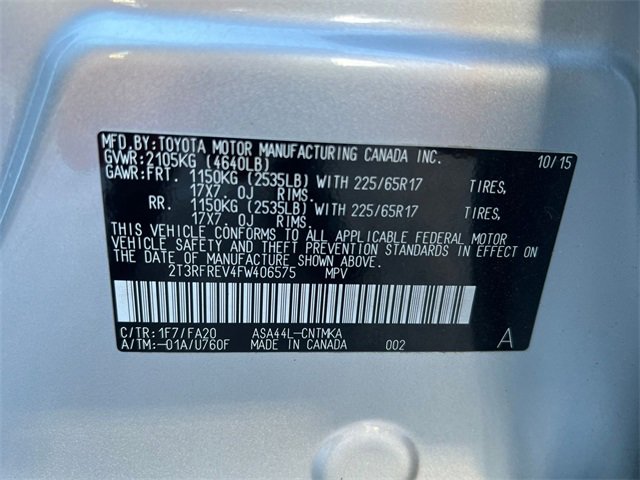 MFD.BY:TOYOTA MOTOR MANUFACTURING CANADA INC. 10/15
GVWR:2105KG (4640LB)
GAWR:FRT. 1150KG (2535LB) WITH 225/65R17 TIRES,
17X7.0J RIMS.
RR. 1150KG (2535LB) WITH 225/65R17 TIRES,
17X7.0J RIMS.
THIS VEHICLE CONFORMS TO ALL APPLICABLE FEDERAL MOTOR
VEHICLE SAFETY AND THEFT PREVENTION STANDARDS IN EFFECT ON
THE DATE OF MANUFACTURE SHOWN ABOVE.
2T3RFREV4FW406575 MPV
C/TR:1F7/FA20 ASA44L-CNTMKA
A/TM:-01A/U760F MADE IN CANADA 002 A